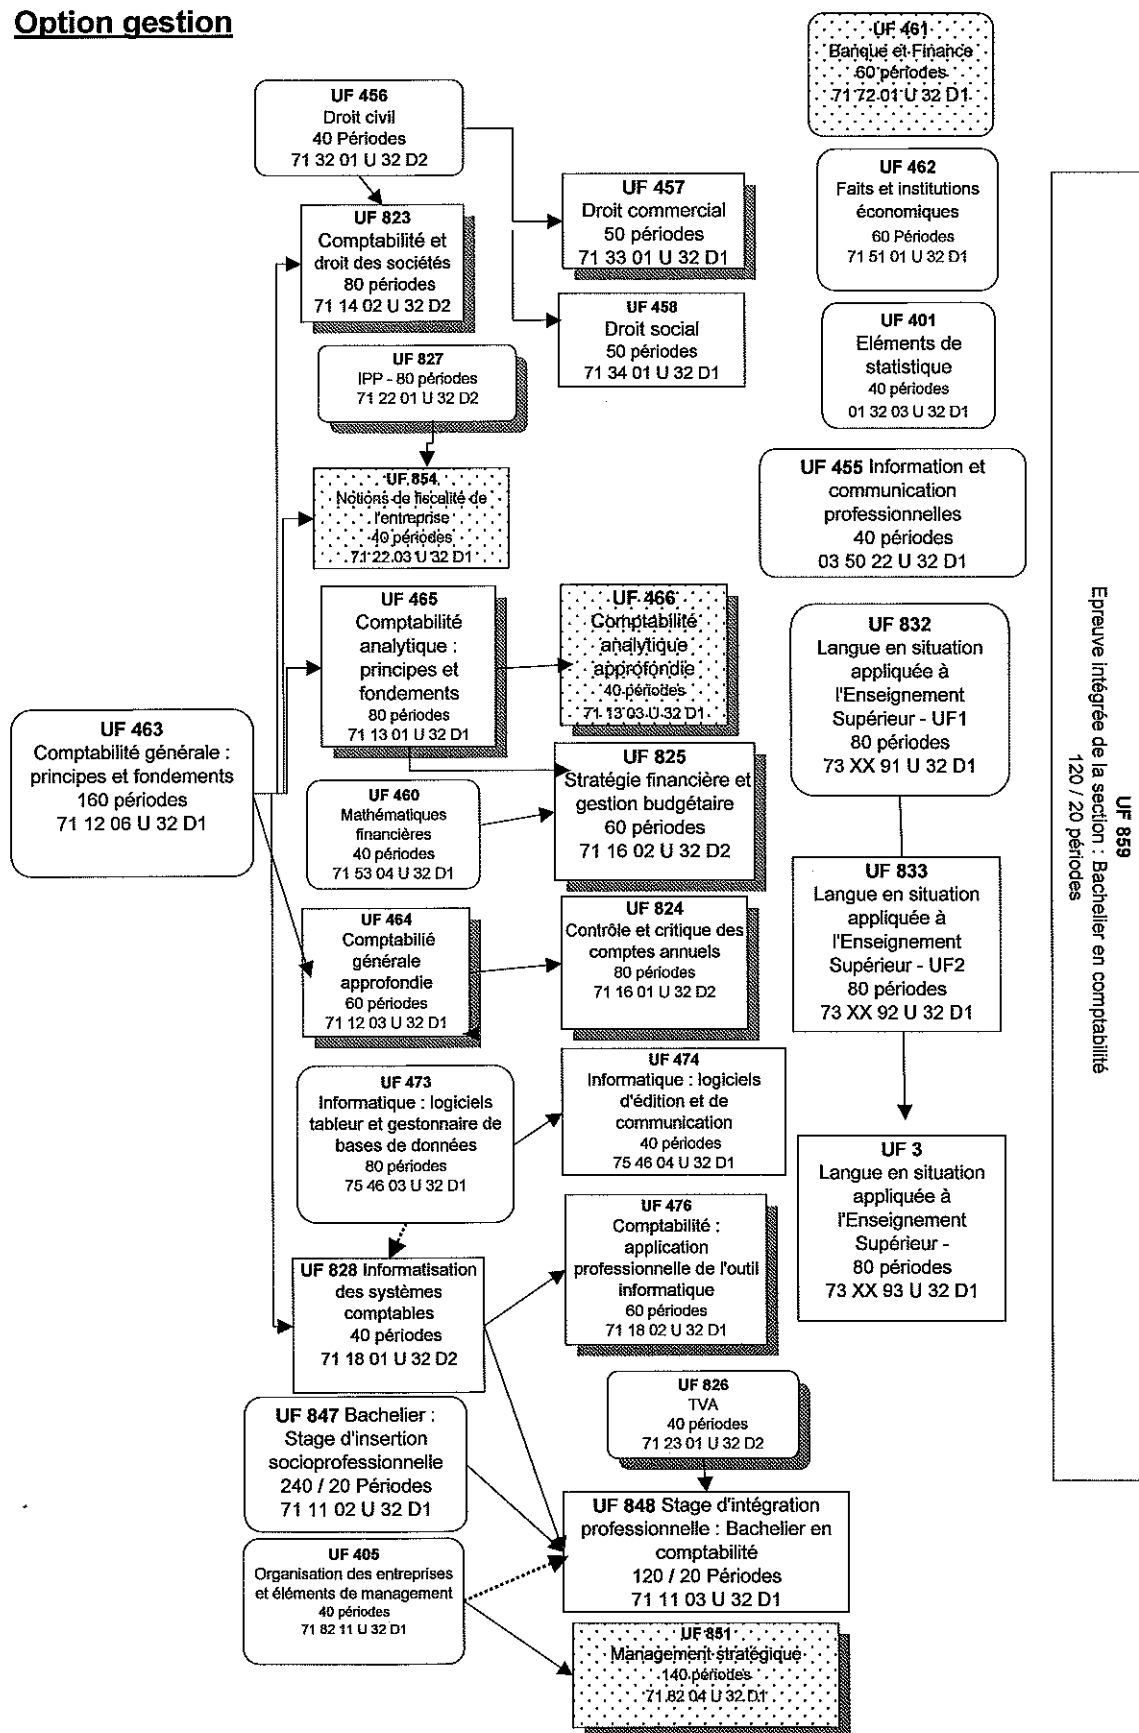 Option gestion
UF 461
Banque et Finance
60 périodes
71 72 01 U 32 D1
UF 456
Droit civil
40 Périodes
71 32 01 U 32 D2
UF 462
Faits et institutions
économiques
60 Périodes
71 51 01 U 32 D1
UF 457
Droit commercial
50 périodes
71 33 01 U 32 D1
UF 823
Comptabilité et
droit des sociétés
80 périodes
71 14 02 U 32 D2
UF 458
Droit social
50 périodes
71 34 01 U 32 D1
UF 401
Eléments de
statistique
40 périodes
01 32 03 U 32 D1
UF 827
IPP - 80 périodes
71 22 01 U 32 D2
UF 455 Information et
communication
professionnelles
40 périodes
03 50 22 U 32 D1
UF 854
Notions de fiscalité de
l'entreprise
40 périodes
71 22 03 U 32 D1
UF 465
Comptabilité
analytique :
principes et
fondements
80 périodes
71 13 01 U 32 D1
UF 466
Comptabilité
analytique
approfondie
40 périodes
71 13 03 U 32 D1
UF 832
Langue en situation
appliquée à
l'Enseignement
Supérieur - UF1
80 périodes
73 XX 91 U 32 D1
UF 463
Comptabilité générale :
principes et fondements
160 périodes
71 12 06 U 32 D1
UF 825
Stratégie financière et
gestion budgétaire
60 périodes
71 16 02 U 32 D2
UF 460
Mathématiques
financières
40 périodes
71 53 04 U 32 D1
UF 833
Langue en situation
appliquée à
l'Enseignement
Supérieur - UF2
80 périodes
73 XX 92 U 32 D1
UF 464
Comptabilié
générale
approfondie
60 périodes
71 12 03 U 32 D1
UF 824
Contrôle et critique des
comptes annuels
80 périodes
71 16 01 U 32 D2
UF 473
Informatique : logiciels
tableur et gestonnaire de
bases de données
80 périodes
75 46 03 U 32 D1
UF 474
Informatique : logiciels
d'édition et de
communication
40 périodes
75 46 04 U 32 D1
UF 3
Langue en situation
appliquée à
l'Enseignement
Supérieur -
80 périodes
73 XX 93 U 32 D1
UF 828 Informatisation
des systèmes
comptables
40 périodes
71 18 01 U 32 D2
UF 476
Comptabilité :
application
professionnelle de l'outil
informatique
60 périodes
71 18 02 U 32 D1
UF 826
TVA
40 périodes
71 23 01 U 32 D2
UF 847 Bachelier :
Stage d'insertion
socioprofessionnelle
240 / 20 Périodes
71 11 02 U 32 D1
UF 848 Stage d'intégration
professionnelle : Bachelier en
comptabilité
120 / 20 Périodes
71 11 03 U 32 D1
UF 405
Organisation des entreprises
et éléments de management
40 périodes
71 82 11 U 32 D1
UF 851
Management stratégique
140 périodes
71 82 04 U 32 D1
UF 859
Epreuve intégrée de la section : Bachelier en comptabilité
120 / 20 périodes